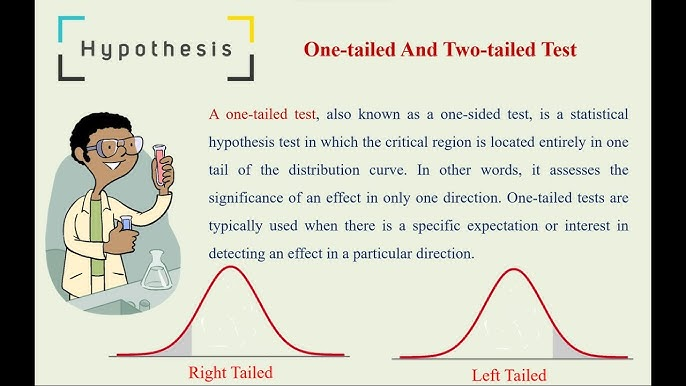 Hypothesis
One-tailed And Two-tailed Test
A one-tailed test, also known as a one-sided test, is a statistical
hypothesis test in which the critical region is located entirely in one
tail of the distribution curve. In other words, it assesses the
significance of an effect in only one direction. One-tailed tests are
typically used when there is a specific expectation or interest in
detecting an effect in a particular direction.
Right Tailed
Left Tailed